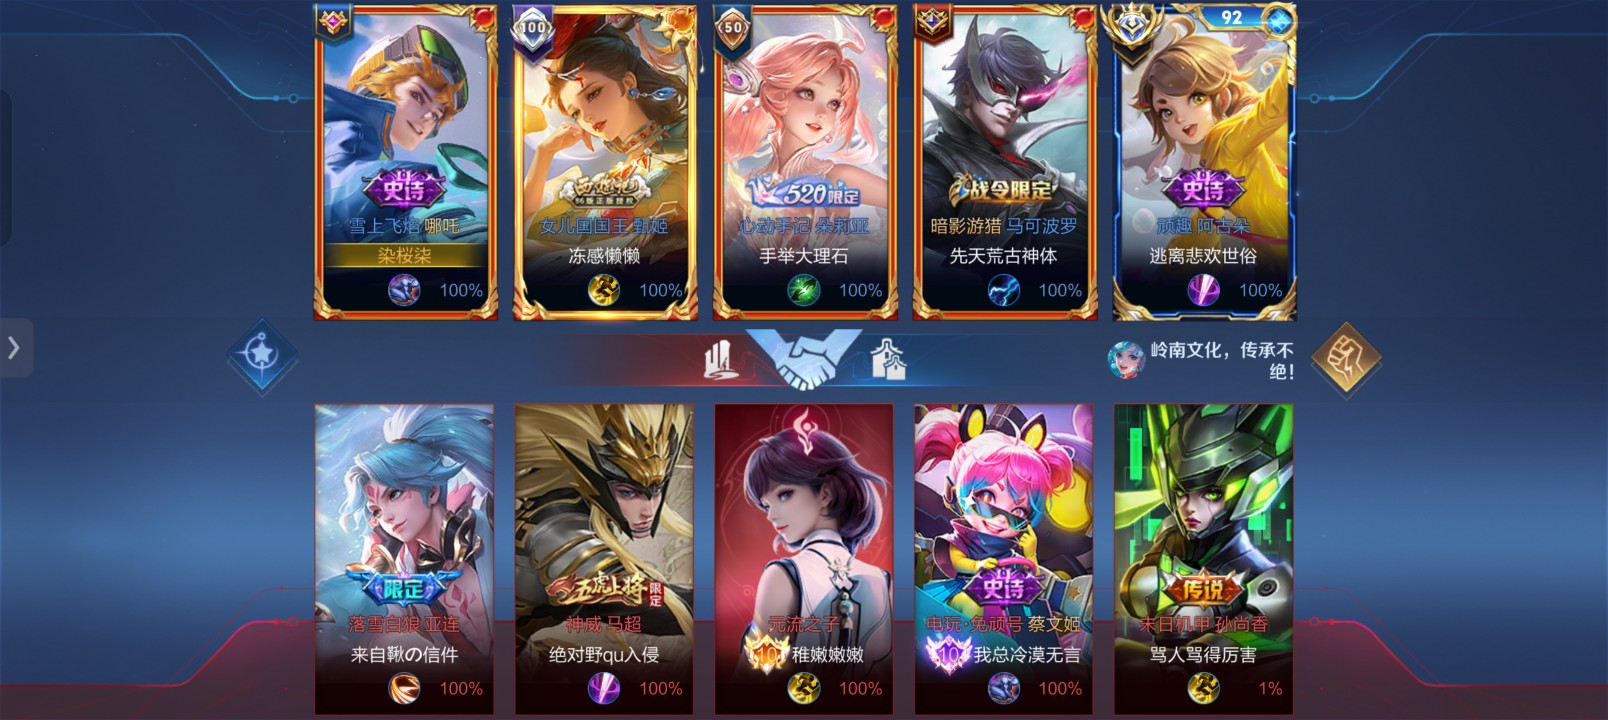 100
50
92
史诗
西游记
86版正版授权
520限定
战令限定
史诗
雪上飞焰 哪吒
女儿国国王 甄姬
心动手记 朵莉亚
暗影游猎 马可波罗
顽趣 阿古朵
染桜柒
冻感懒懒
手举大理石
先天荒古神体
逃离悲欢世俗
100%
100%
100%
100%
100%
岭南文化，传承不
绝！
限定
五虎上将
限定
史诗
传说
落雪白狼 亚连
神威 马超
元流之子
电玩·兔顽号 蔡文姬
末日机甲 孙尚香
来自鞦の信件
绝对野qu入侵
10
稚嫩嫩嫩
10
我总冷漠无言
骂人骂得厉害
100%
100%
100%
100%
1%